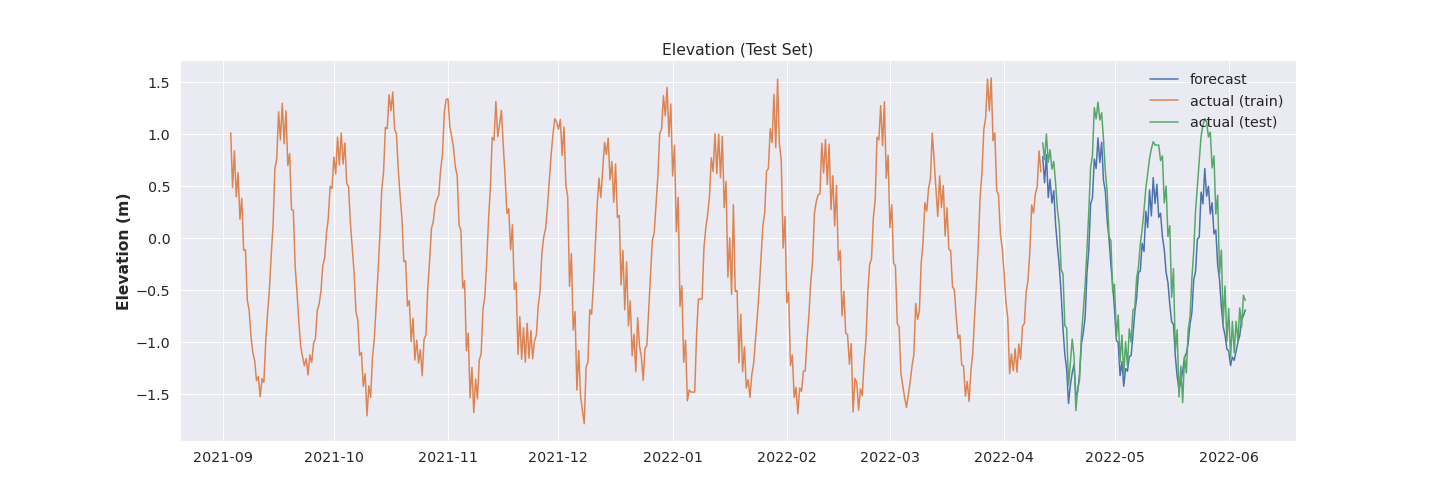 Elevation (Test Set)
Elevation (m)
1.5
1.0
0.5
0.0
−0.5
−1.0
−1.5
forecast
actual (train)
actual (test)
2021-09 2021-10 2021-11 2021-12 2022-01 2022-02 2022-03 2022-04 2022-05 2022-06